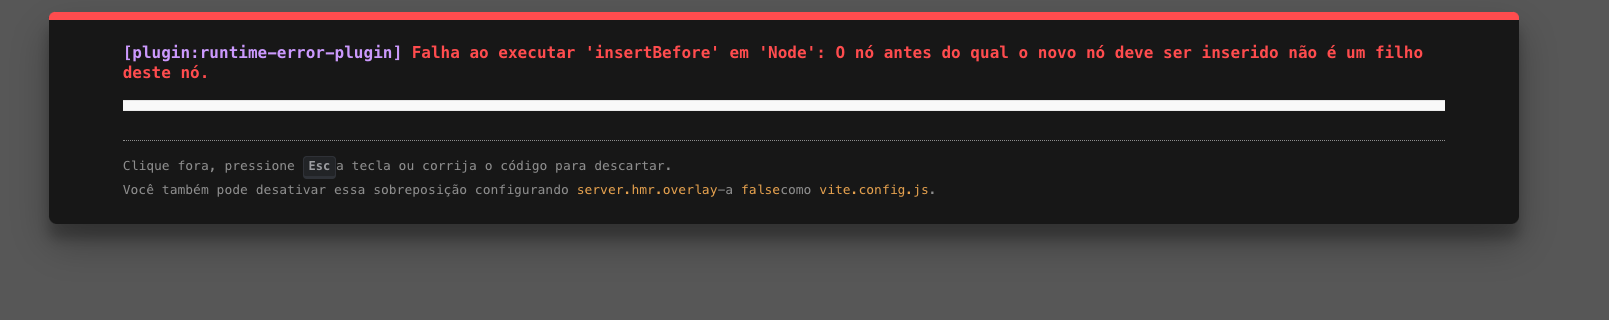 [plugin:runtime-error-plugin] Falha ao executar 'insertBefore' em 'Node': O nó antes do qual o novo nó deve ser inserido não é um filho
deste nó.
Clique fora, pressione Esc a tecla ou corrija o código para descartar.
Você também pode desativar essa sobreposição configurando server.hmr.overlay-a falsecomo vite.config.js.